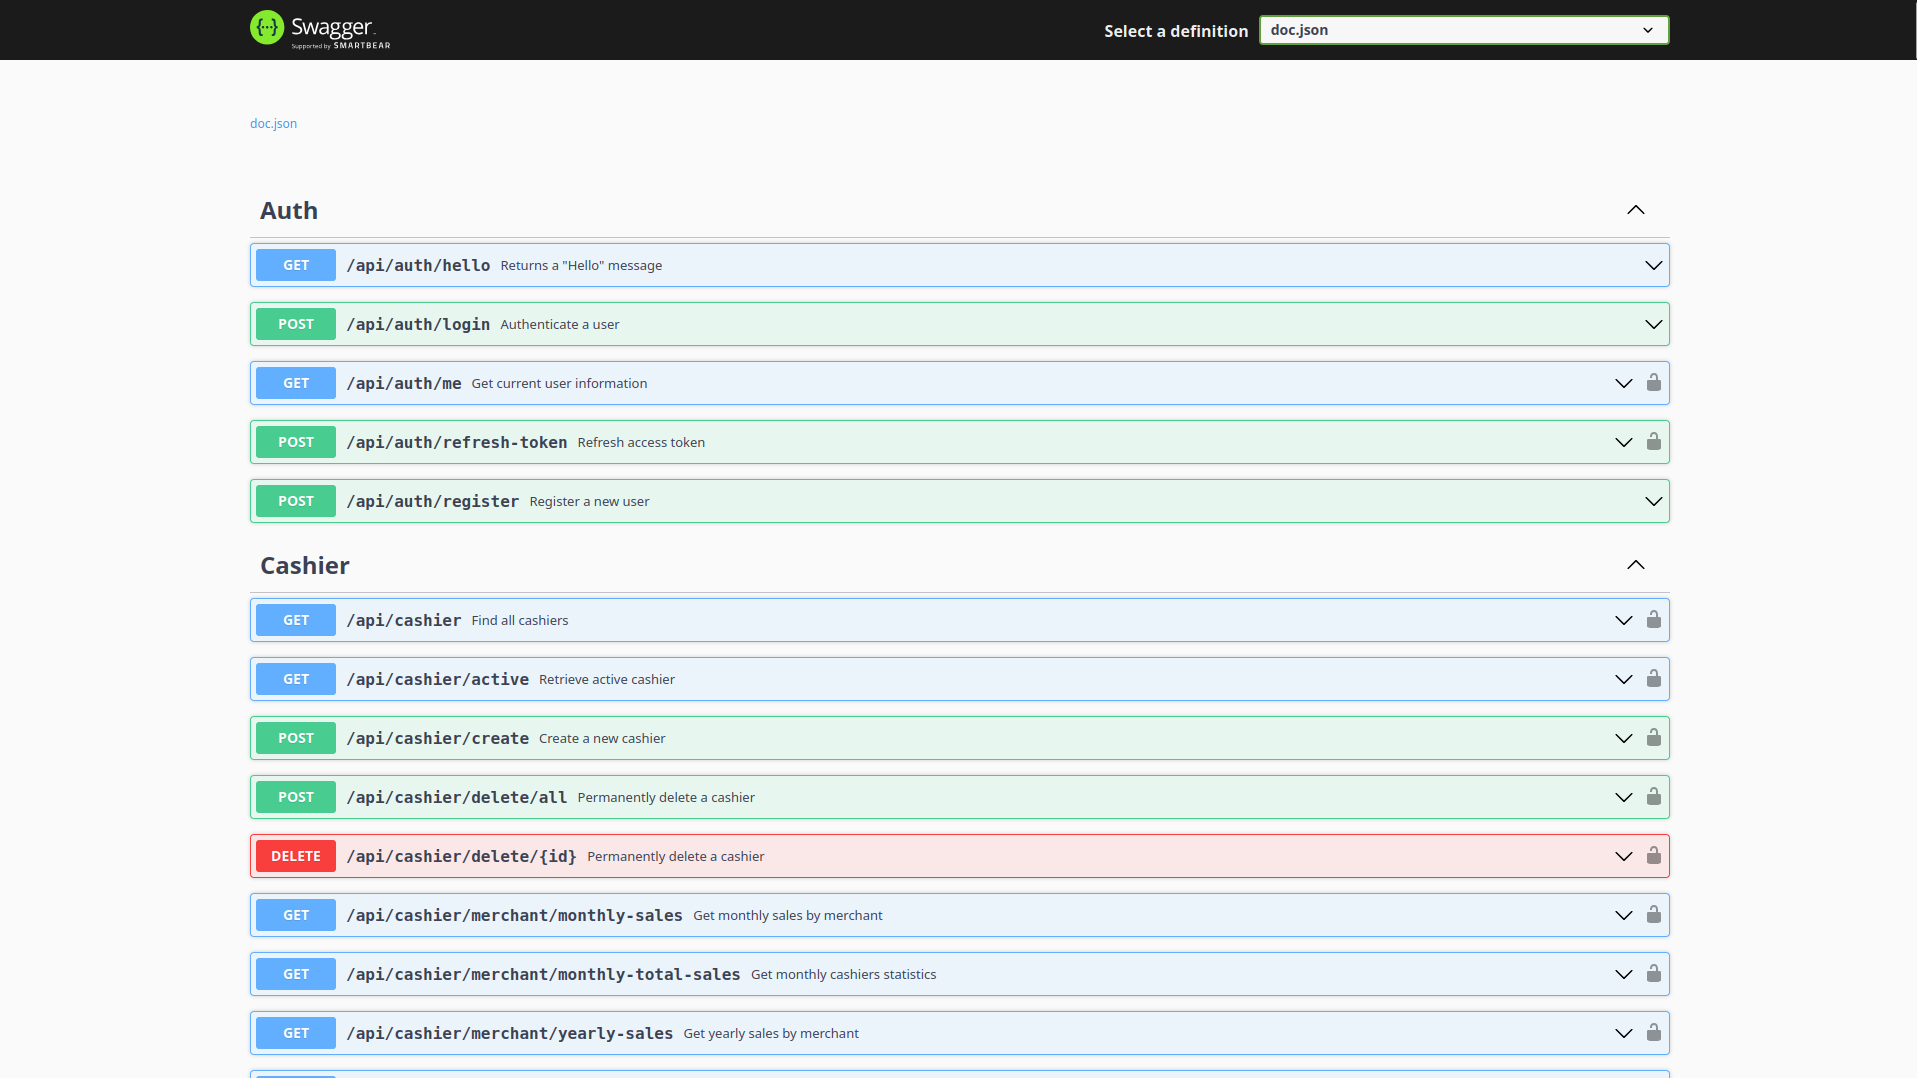 Swagger
Supported by SMARTBEAR
Select a definition
doc.json
doc.json
Auth
GET /api/auth/hello Returns a "Hello" message
POST /api/auth/login Authenticate a user
GET /api/auth/me Get current user information
POST /api/auth/refresh-token Refresh access token
POST /api/auth/register Register a new user
Cashier
GET /api/cashier Find all cashiers
GET /api/cashier/active Retrieve active cashier
POST /api/cashier/create Create a new cashier
POST /api/cashier/delete/all Permanently delete a cashier
DELETE /api/cashier/delete/{id} Permanently delete a cashier
GET /api/cashier/merchant/monthly-sales Get monthly sales by merchant
GET /api/cashier/merchant/monthly-total-sales Get monthly cashiers statistics
GET /api/cashier/merchant/yearly-sales Get yearly sales by merchant